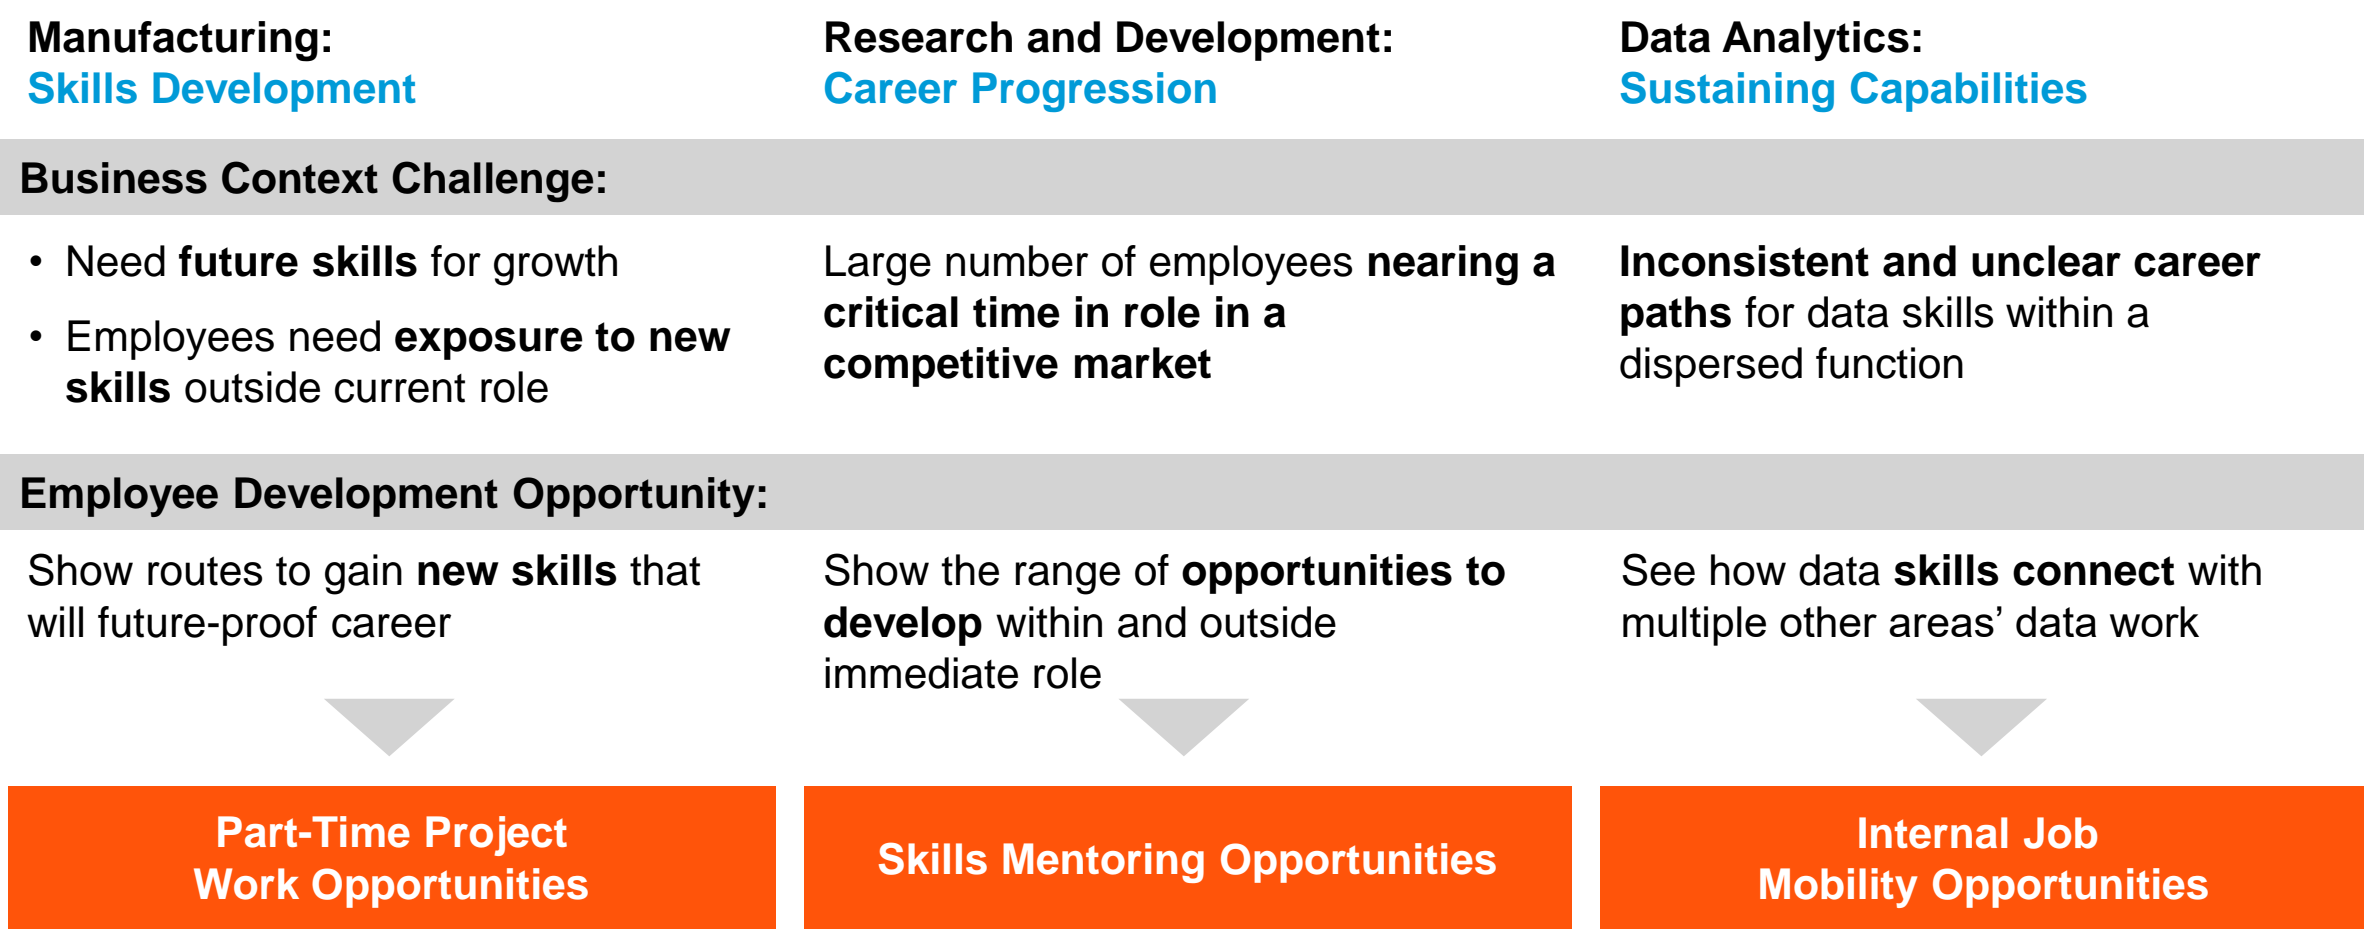 Manufacturing:
Skills Development
Research and Development:
Career Progression
Data Analytics:
Sustaining Capabilities
Business Context Challenge:
• Need future skills for growth
• Employees need exposure to new
skills outside current role
Large number of employees nearing a
critical time in role in a
competitive market
Inconsistent and unclear career
paths for data skills within a
dispersed function
Employee Development Opportunity:
Show routes to gain new skills that
will future-proof career
Show the range of opportunities to
develop within and outside
immediate role
See how data skills connect with
multiple other areas’ data work
Part-Time Project
Work Opportunities
Skills Mentoring Opportunities
Internal Job
Mobility Opportunities